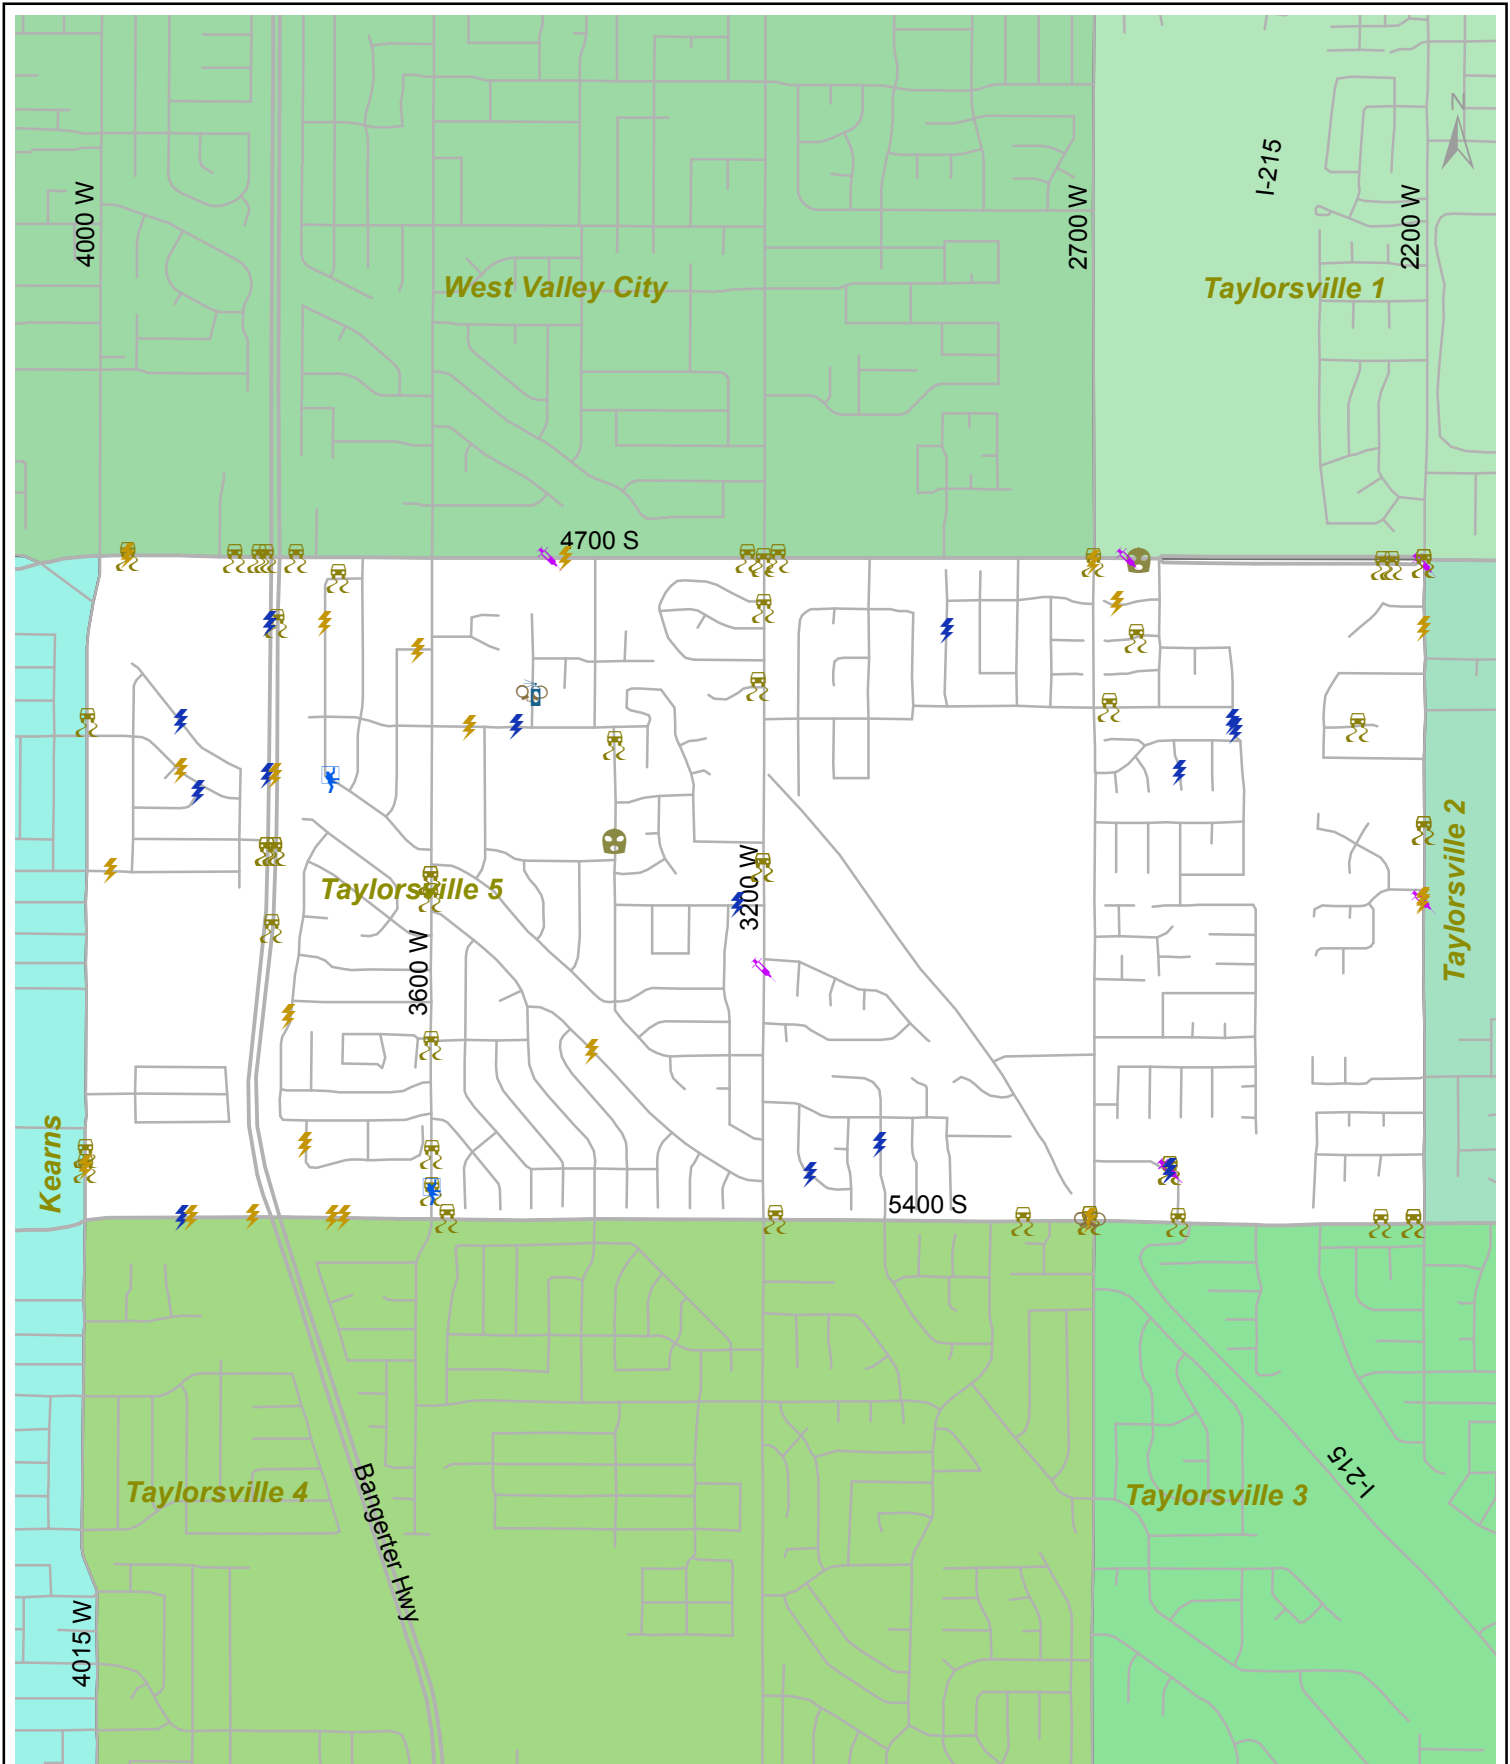 N
I-215
4000 W
2700 W
2200 W
West Valley City
Taylorsville 1
4700 S
Taylorsville 2
3200 W
Taylorsville 5
3600 W
Kearns
5400 S
Taylorsville 4
Bangerter Hwy
Taylorsville 3
I-215
4015 W